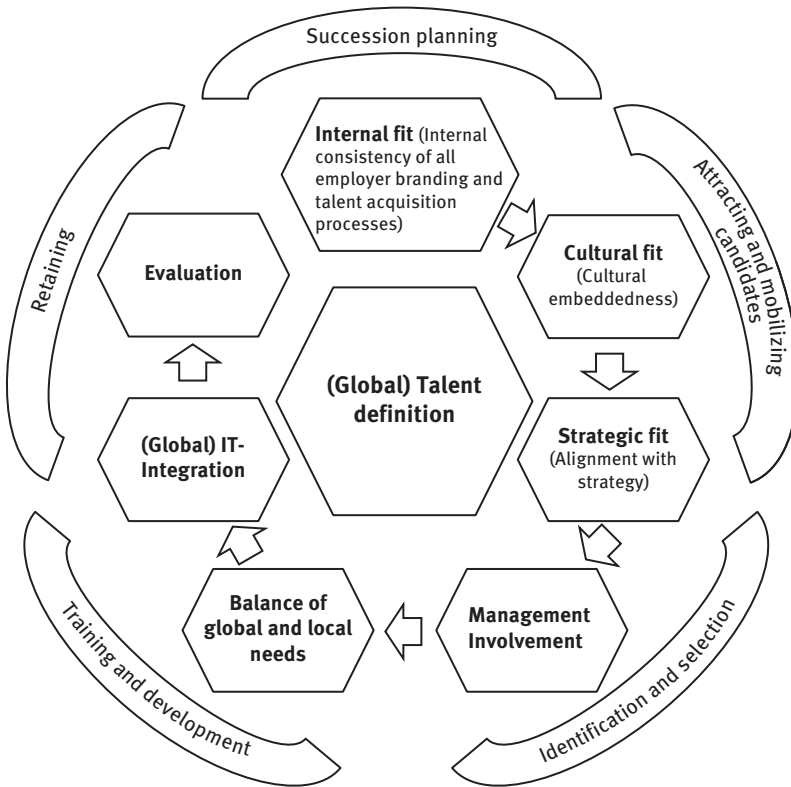 Succession planning
Internal fit (Internal
consistency of all
employer branding and
talent acquisition
processes)
Attracting and mobilizing
candidates
Cultural fit
(Cultural
embeddedness)
Evaluation
Retaining
(Global) Talent
definition
Strategic fit
(Alignment with
strategy)
(Global) IT-
Integration
Management
Involvement
Balance of
global and local
needs
Identification and selection
Training and development